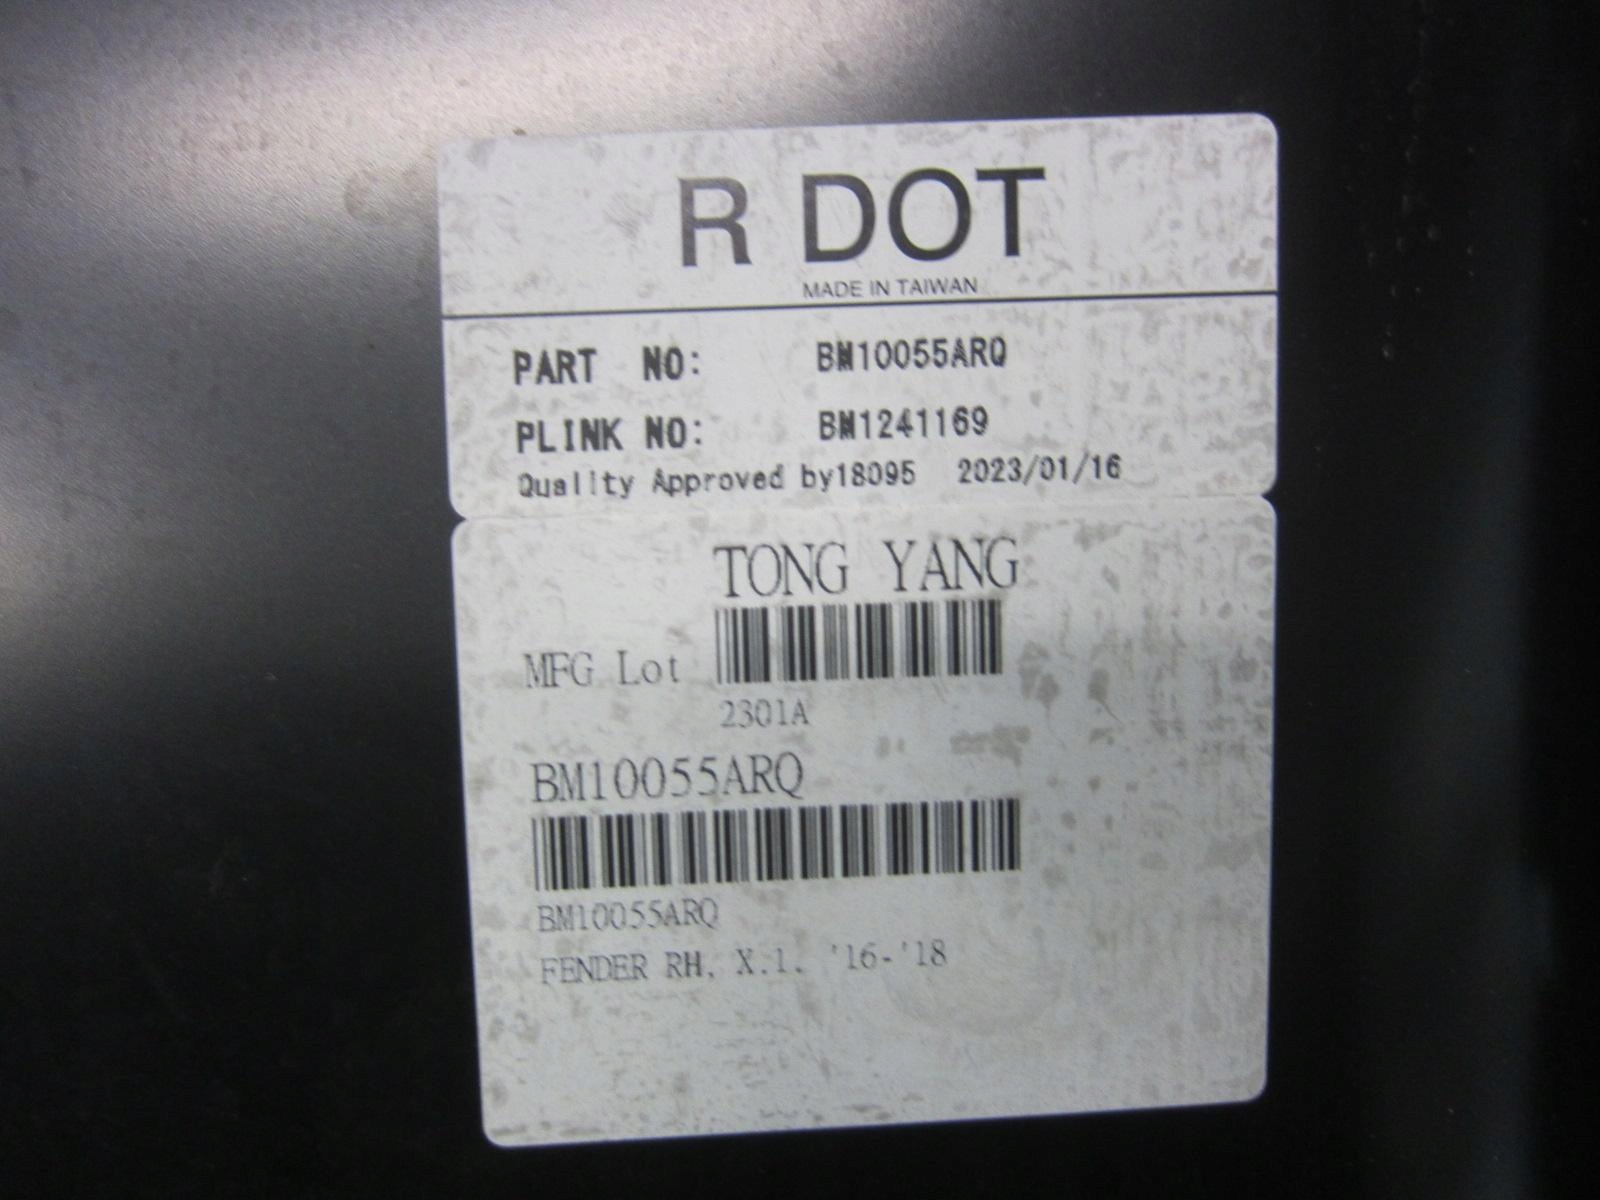 R DOT
MADE IN TAIWAN
PART NO: BM10055ARQ
PLINK NO: BM1241169
Quality Approved by18095 2023/01/16
TONG YANG
MFG Lot
2301A
BM10055ARQ
BM10055ARQ
FENDER RH, X.1. '16-'18